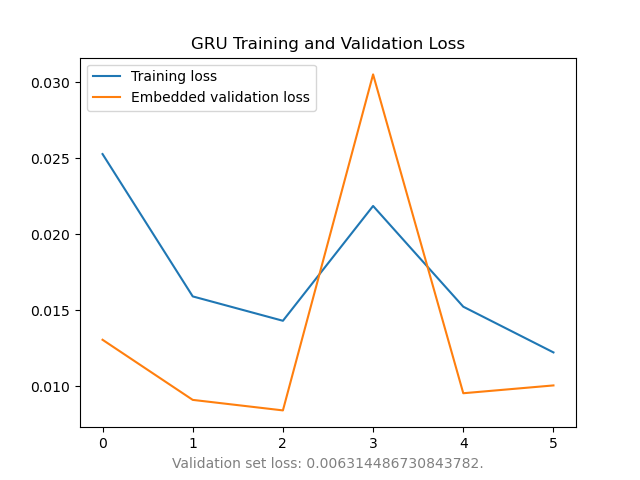 GRU Training and Validation Loss
Training loss
Embedded validation loss
0.030
0.025
0.020
0.015
0.010
0 1 2 3 4 5
Validation set loss: 0.006314486730843782.